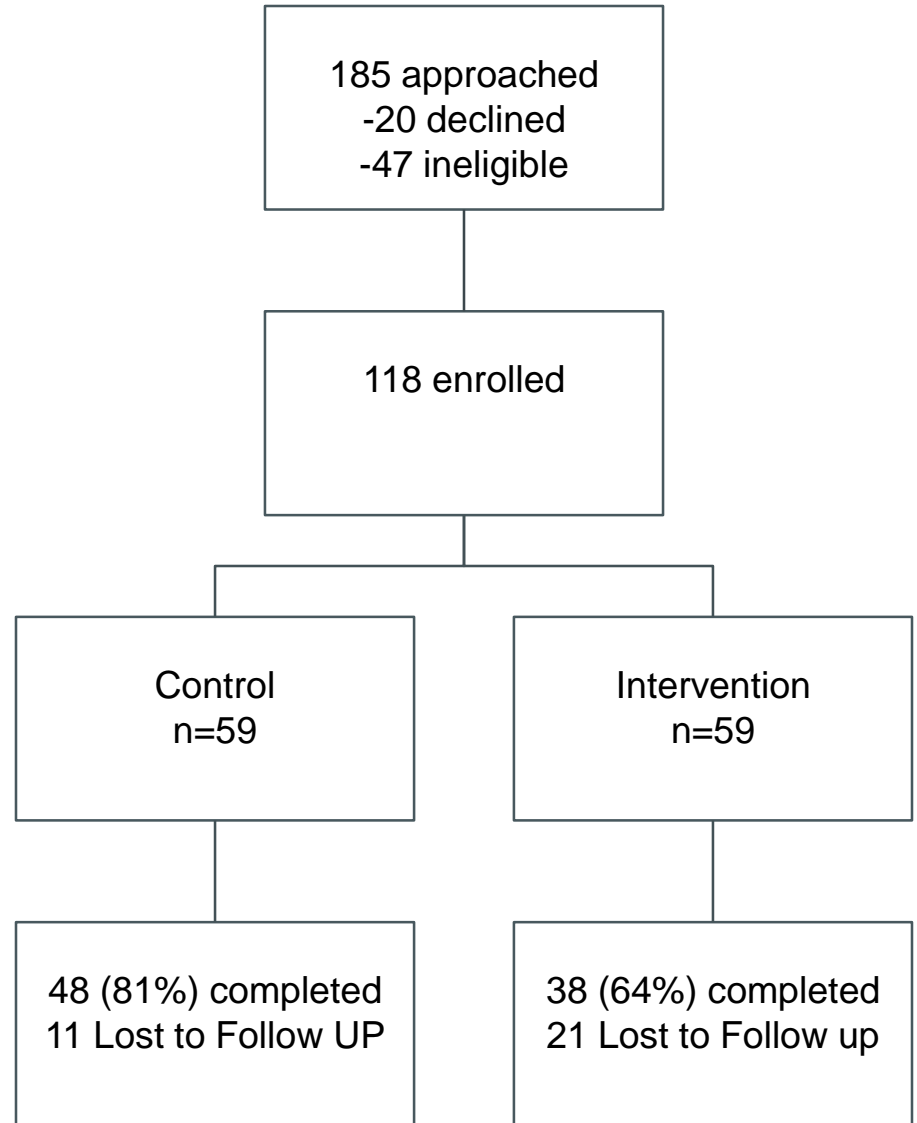 185 approached
-20 declined
-47 ineligible
118 enrolled
Control
n=59
Intervention
n=59
48 (81%) completed
11 Lost to Follow UP
38 (64%) completed
21 Lost to Follow up